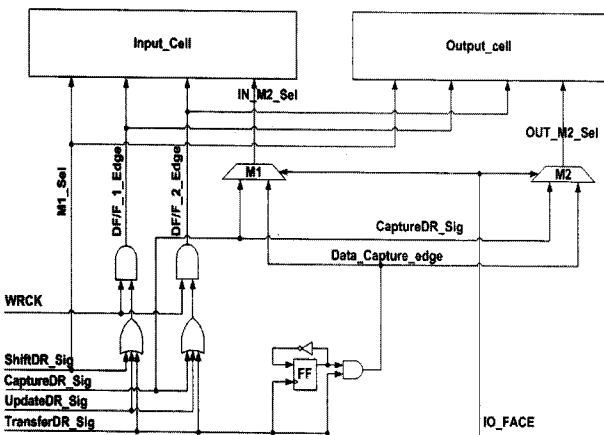 Input_Cell
Output_cell
IN_M2_Sel
OUT_M2_Sel
M1_Sel
DF/F_1_Edge
DF/F_2_Edge
M1
M2
CaptureDR_Sig
Data_Capture_edge
WRCK
ShiftDR_Sig
CaptureDR_Sig
UpdateDR_Sig
TransferDR_Sig
FF
IO_FACE